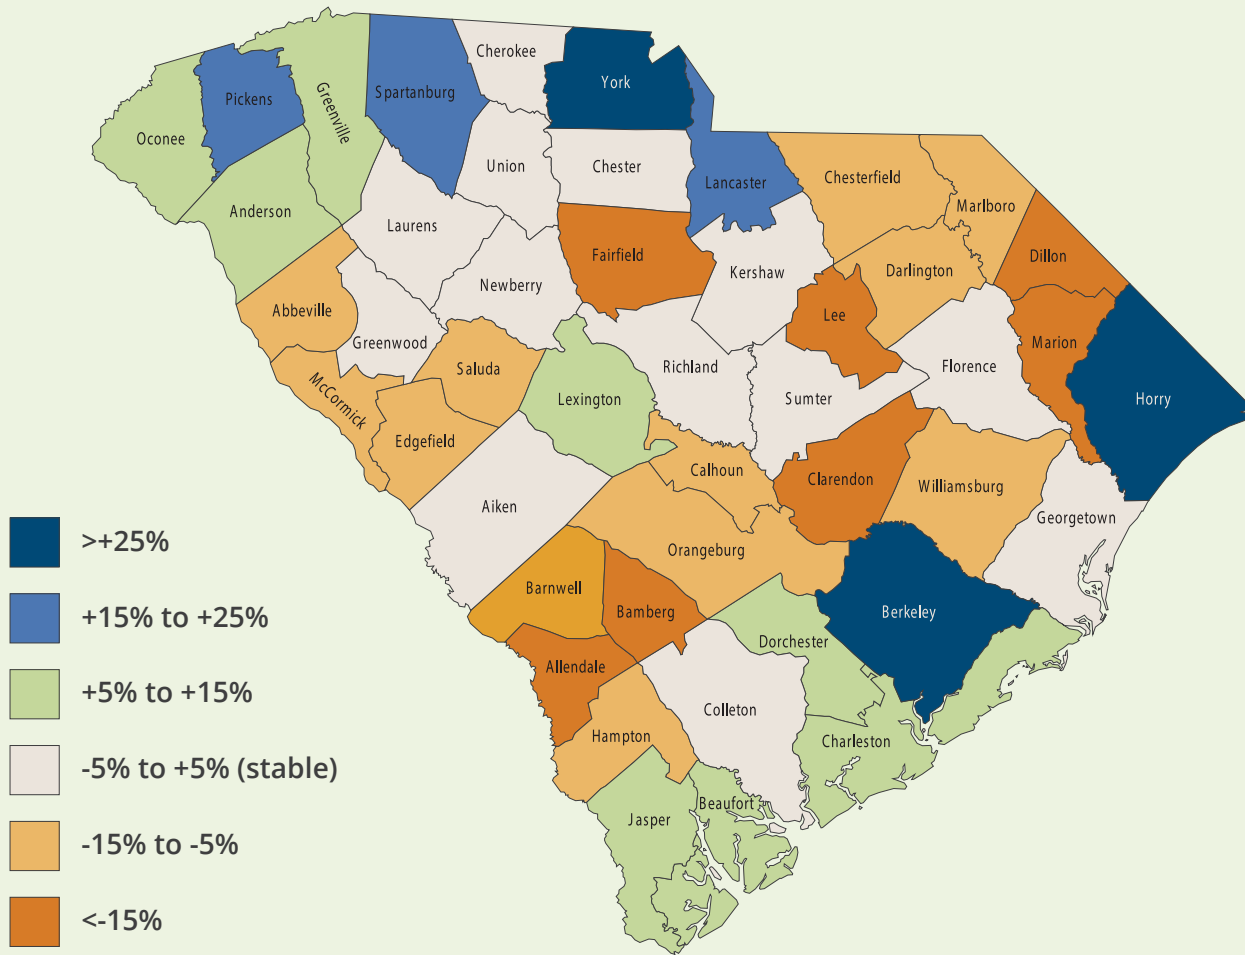 Cherokee
York
Pickens
Spartanburg
Greenville
Oconee
Union
Chester
Lancaster
Chesterfield
Marlboro
Anderson
Laurens
Fairfield
Kershaw
Darlington
Dillon
Newberry
Abbeville
Greenwood
Lee
Marion
Saluda
Richland
Florence
McCormick
Lexington
Sumter
Horry
Edgefield
Calhoun
Clarendon
Williamsburg
Aiken
Georgetown
Orangeburg
Barnwell
Bamberg
Berkeley
Dorchester
Allendale
Colleton
Hampton
Charleston
Beaufort
Jasper
>+25%
+15% to +25%
+5% to +15%
-5% to +5% (stable)
-15% to -5%
<-15%